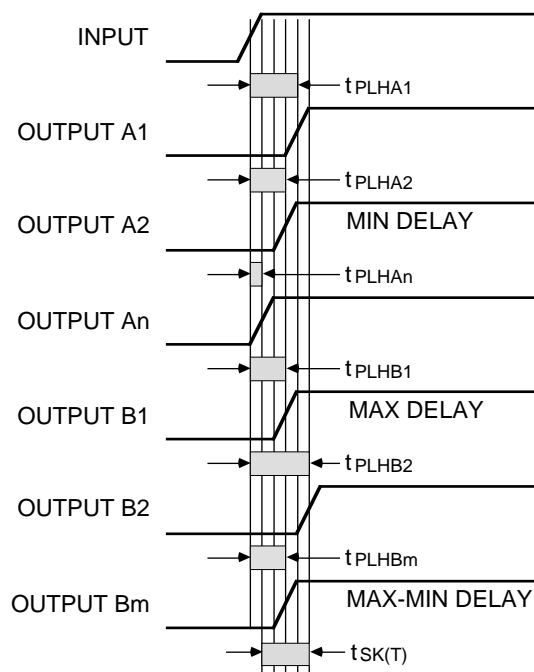 INPUT
tPLHA1
OUTPUT A1
tPLHA2
OUTPUT A2
MIN DELAY
tPLHAn
OUTPUT An
tPLHB1
OUTPUT B1
MAX DELAY
tPLHB2
OUTPUT B2
tPLHBm
OUTPUT Bm
MAX-MIN DELAY
tSK(T)